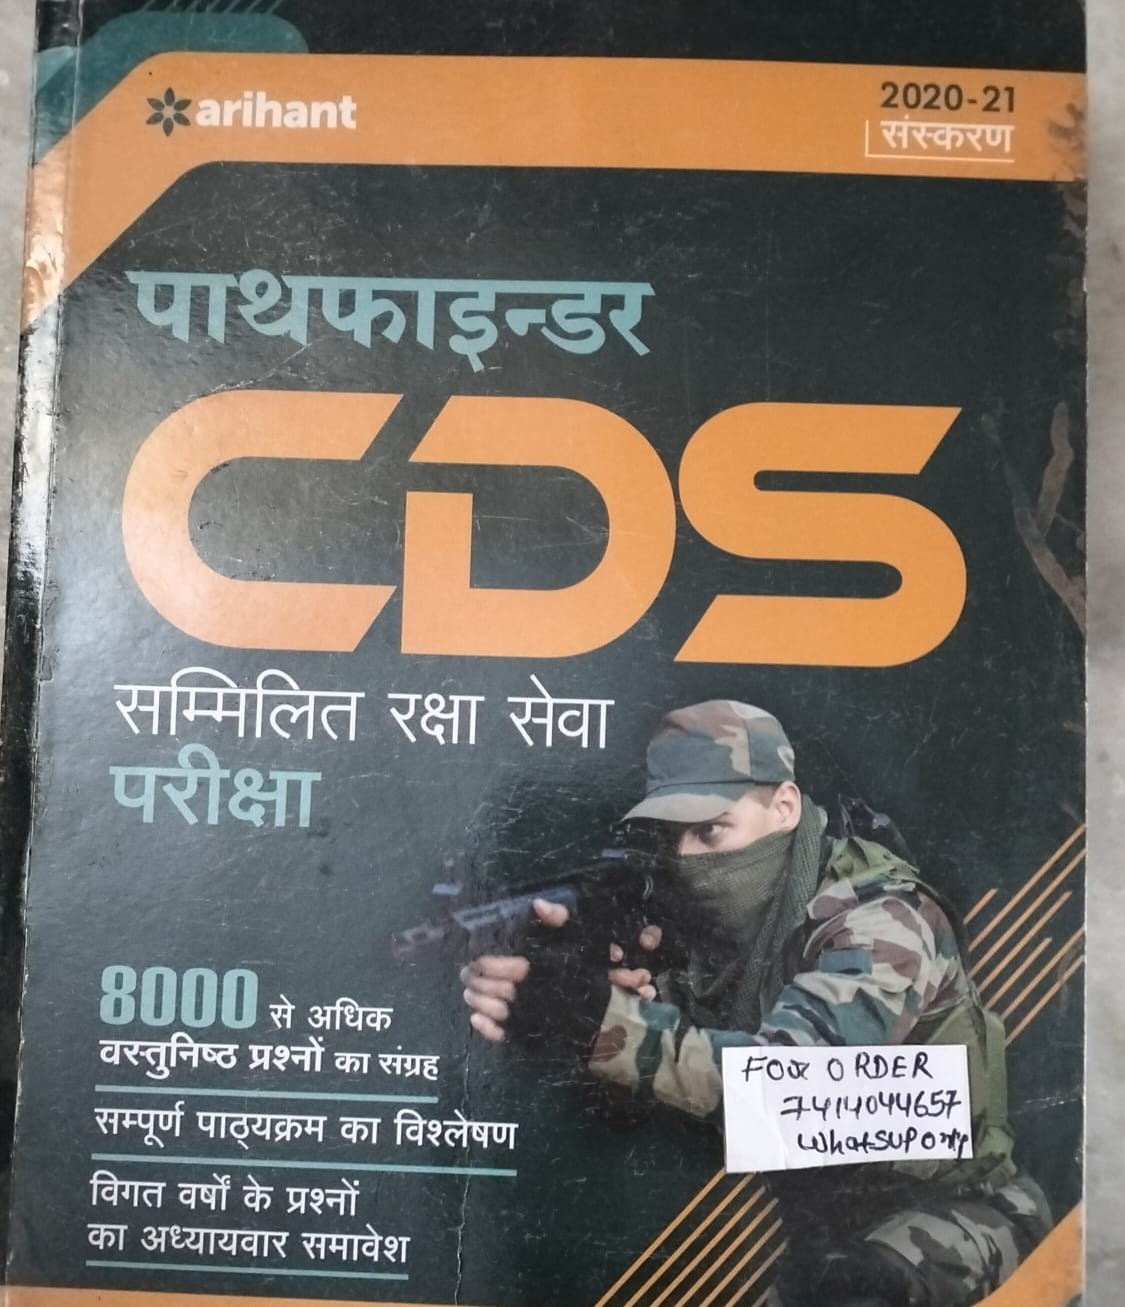 arihant
2020-21
संस्करण
पाथफाइन्डर
CDS
सम्मिलित रक्षा सेवा
परीक्षा
8000 से अधिक
वस्तुनिष्ठ प्रश्नों का संग्रह
सम्पूर्ण पाठ्यक्रम का विश्लेषण
विगत वर्षों के प्रश्नों
का अध्यायवार समावेश
FOR ORDER
7414044657
whatsup only